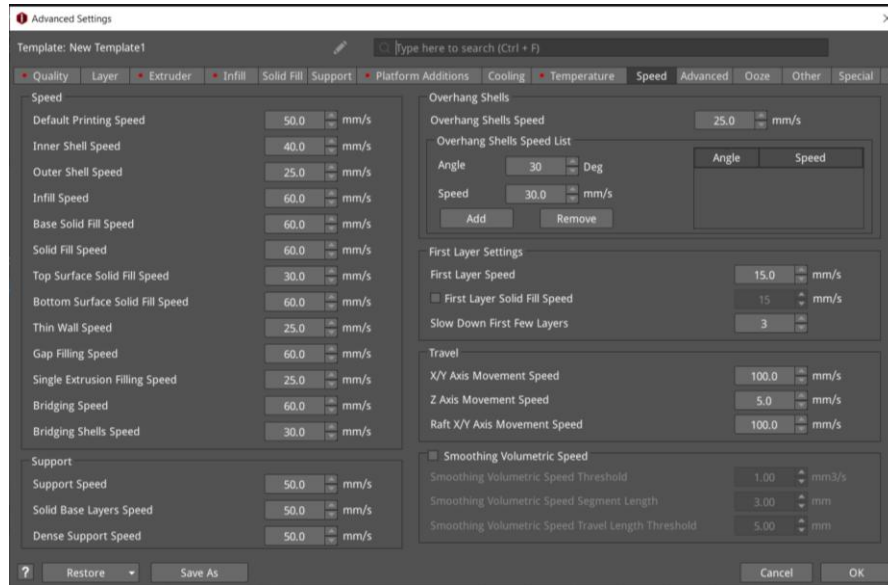 Advanced Settings
Template: New Template1
Type here to search (Ctrl + F)
Quality Layer Extruder Infill Solid Fill Support Platform Additions Cooling Temperature Speed Advanced Ooze Other Special
Speed
Default Printing Speed 50.0 mm/s
Inner Shell Speed 40.0 mm/s
Outer Shell Speed 25.0 mm/s
Infill Speed 60.0 mm/s
Base Solid Fill Speed 60.0 mm/s
Solid Fill Speed 60.0 mm/s
Top Surface Solid Fill Speed 30.0 mm/s
Bottom Surface Solid Fill Speed 60.0 mm/s
Thin Wall Speed 25.0 mm/s
Gap Filling Speed 60.0 mm/s
Single Extrusion Filling Speed 25.0 mm/s
Bridging Speed 60.0 mm/s
Bridging Shells Speed 30.0 mm/s
Support
Support Speed 50.0 mm/s
Solid Base Layers Speed 50.0 mm/s
Dense Support Speed 50.0 mm/s
Overhang Shells
Overhang Shells Speed 25.0 mm/s
Overhang Shells Speed List
Angle 30 Deg
Speed 30.0 mm/s
Add Remove
Angle Speed
First Layer Settings
First Layer Speed 15.0 mm/s
First Layer Solid Fill Speed 15 mm/s
Slow Down First Few Layers 3
Travel
X/Y Axis Movement Speed 100.0 mm/s
Z Axis Movement Speed 5.0 mm/s
Raft X/Y Axis Movement Speed 100.0 mm/s
Smoothing Volumetric Speed
Smoothing Volumetric Speed Threshold 1.00 mm3/s
Smoothing Volumetric Speed Segment Length 3.00 mm
Smoothing Volumetric Speed Travel Length Threshold 5.00 mm
? Restore Save As Cancel OK